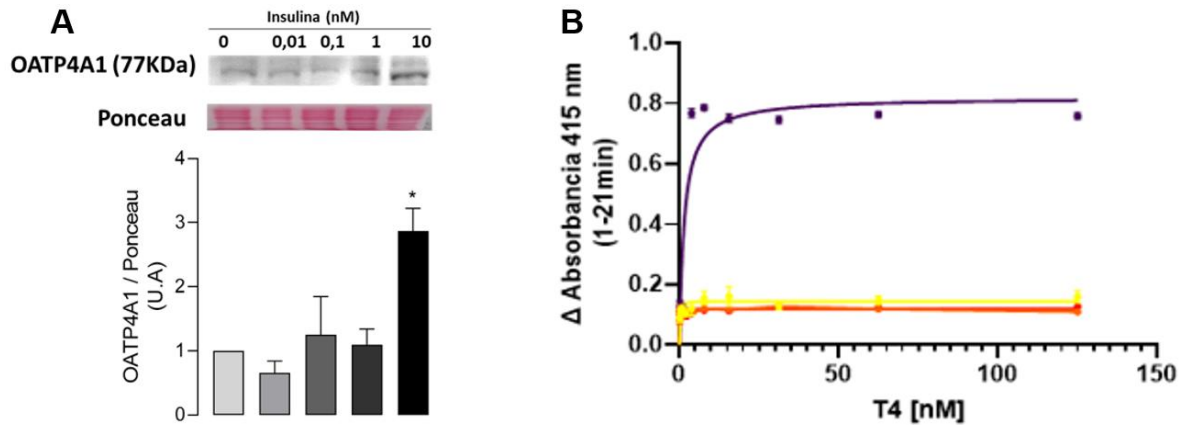 A
Insulina (nM)
0 0,01 0,1 1 10
OATP4A1 (77KDa)
Ponceau
4
3
2
1
0
OATP4A1 / Ponceau
(U.A)
*
B
1.0
0.8
0.6
0.4
0.2
0.0
Δ Absorbancia 415 nm
(1-21min)
0 50 100 150
T4 [nM]